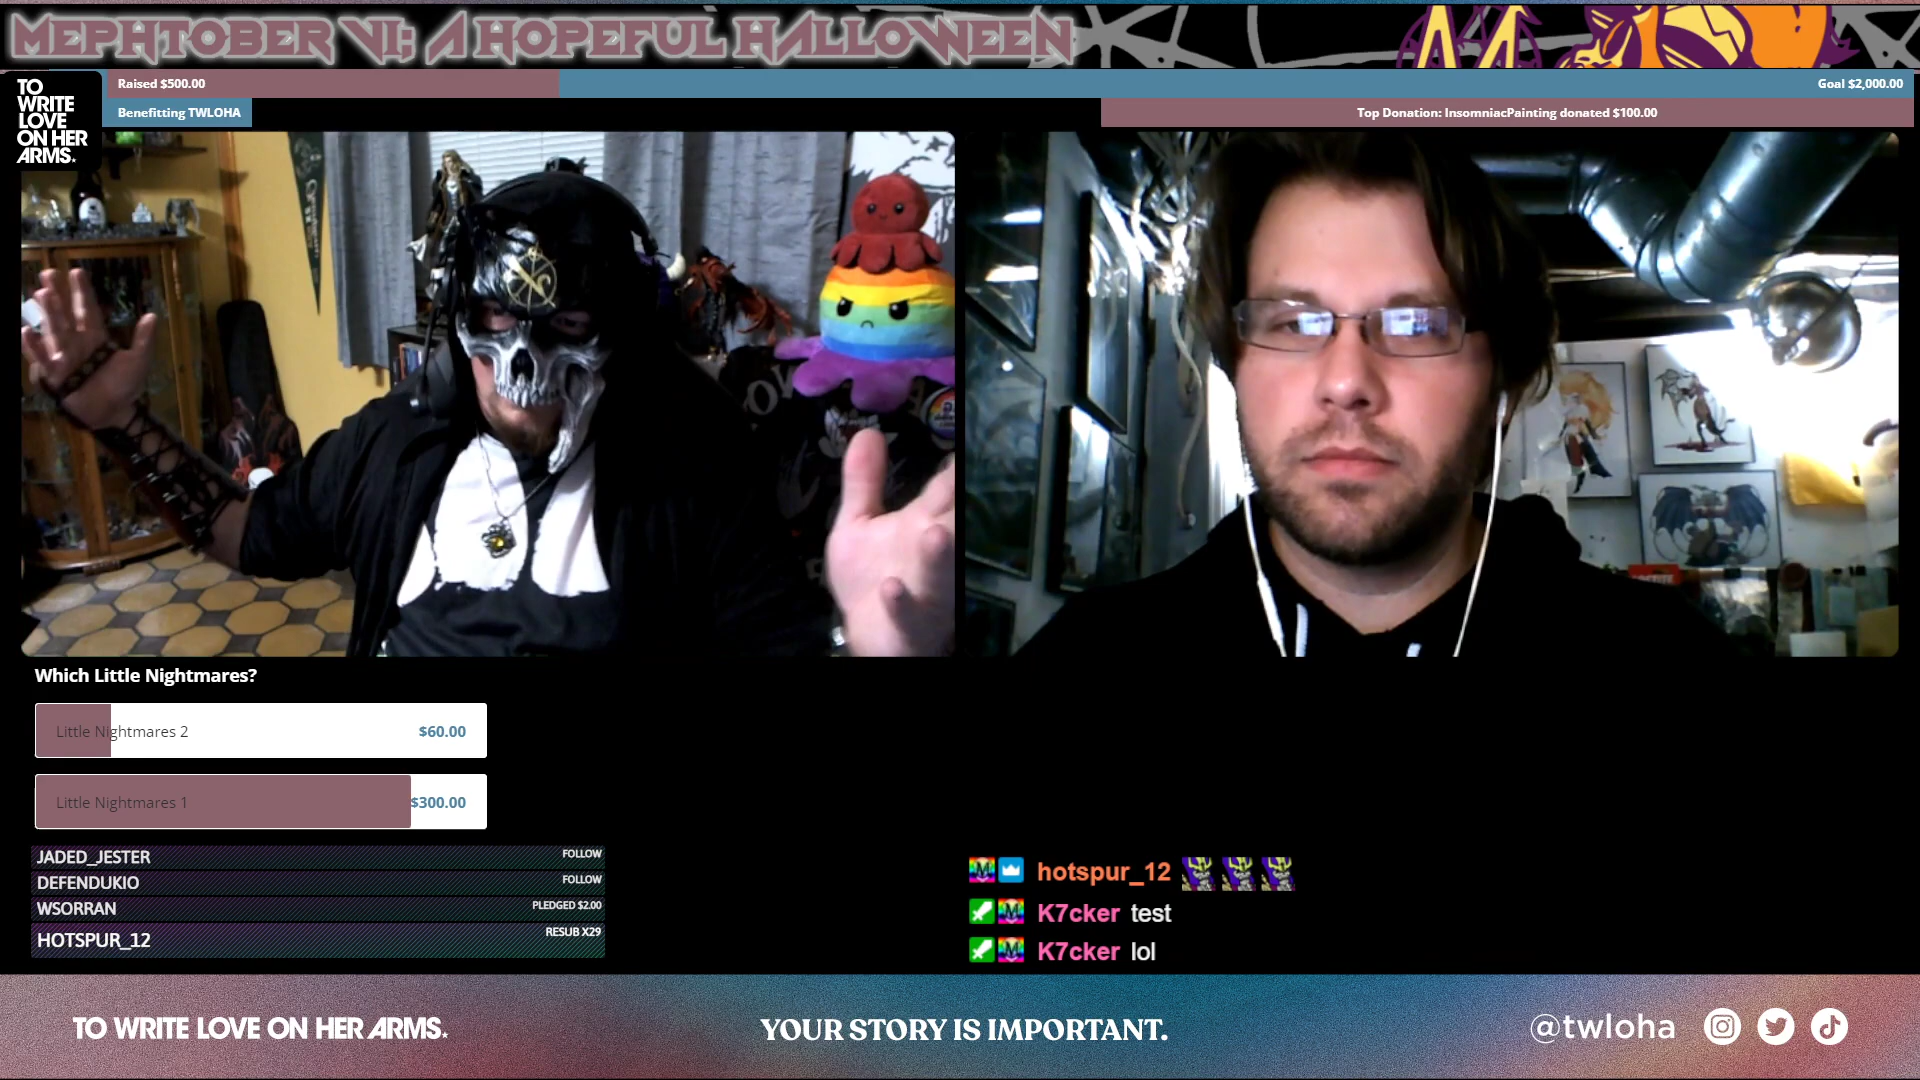 MEPHTOBER VI: A HOPEFUL HALLOWEEN
TO
WRITE
LOVE
ON HER
ARMS.
Raised $500.00
Goal $2,000.00
Benefitting TWLOHA
Top Donation: InsomniacPainting donated $100.00
Which Little Nightmares?
Little Nightmares 2 $60.00
Little Nightmares 1 $300.00
JADED_JESTER FOLLOW
DEFENDUKIO FOLLOW
WSORRAN PLEDGED $2.00
HOTSPUR_12 RESUB X29
hotspur_12
K7cker test
K7cker lol
TO WRITE LOVE ON HER ARMS.
YOUR STORY IS IMPORTANT.
@twloha